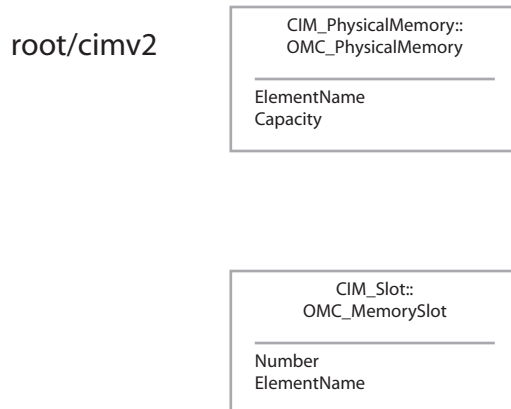 root/cimv2
CIM_PhysicalMemory::
OMC_PhysicalMemory
ElementName
Capacity
CIM_Slot::
OMC_MemorySlot
Number
ElementName